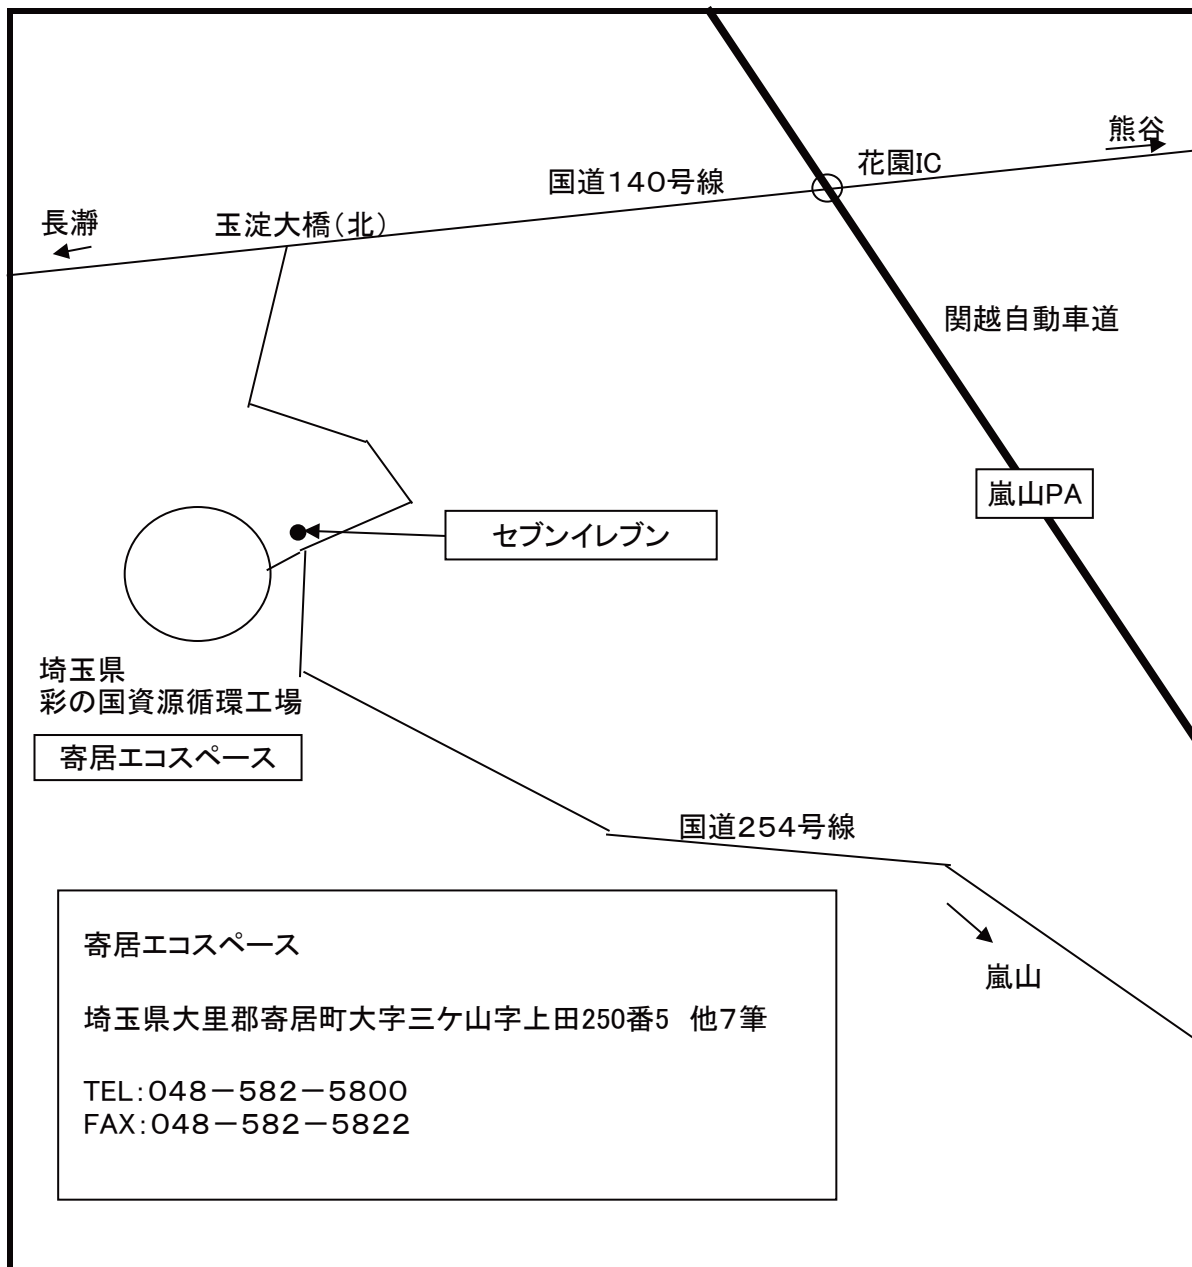 熊谷
花園IC
国道140号線
長瀞
玉淀大橋(北)
関越自動車道
嵐山PA
セブンイレブン
埼玉県
彩の国資源循環工場
寄居エコスペース
国道254号線
嵐山
寄居エコスペース
埼玉県大里郡寄居町大字三ケ山字上田250番5 他7筆
TEL:048-582-5800
FAX:048-582-5822